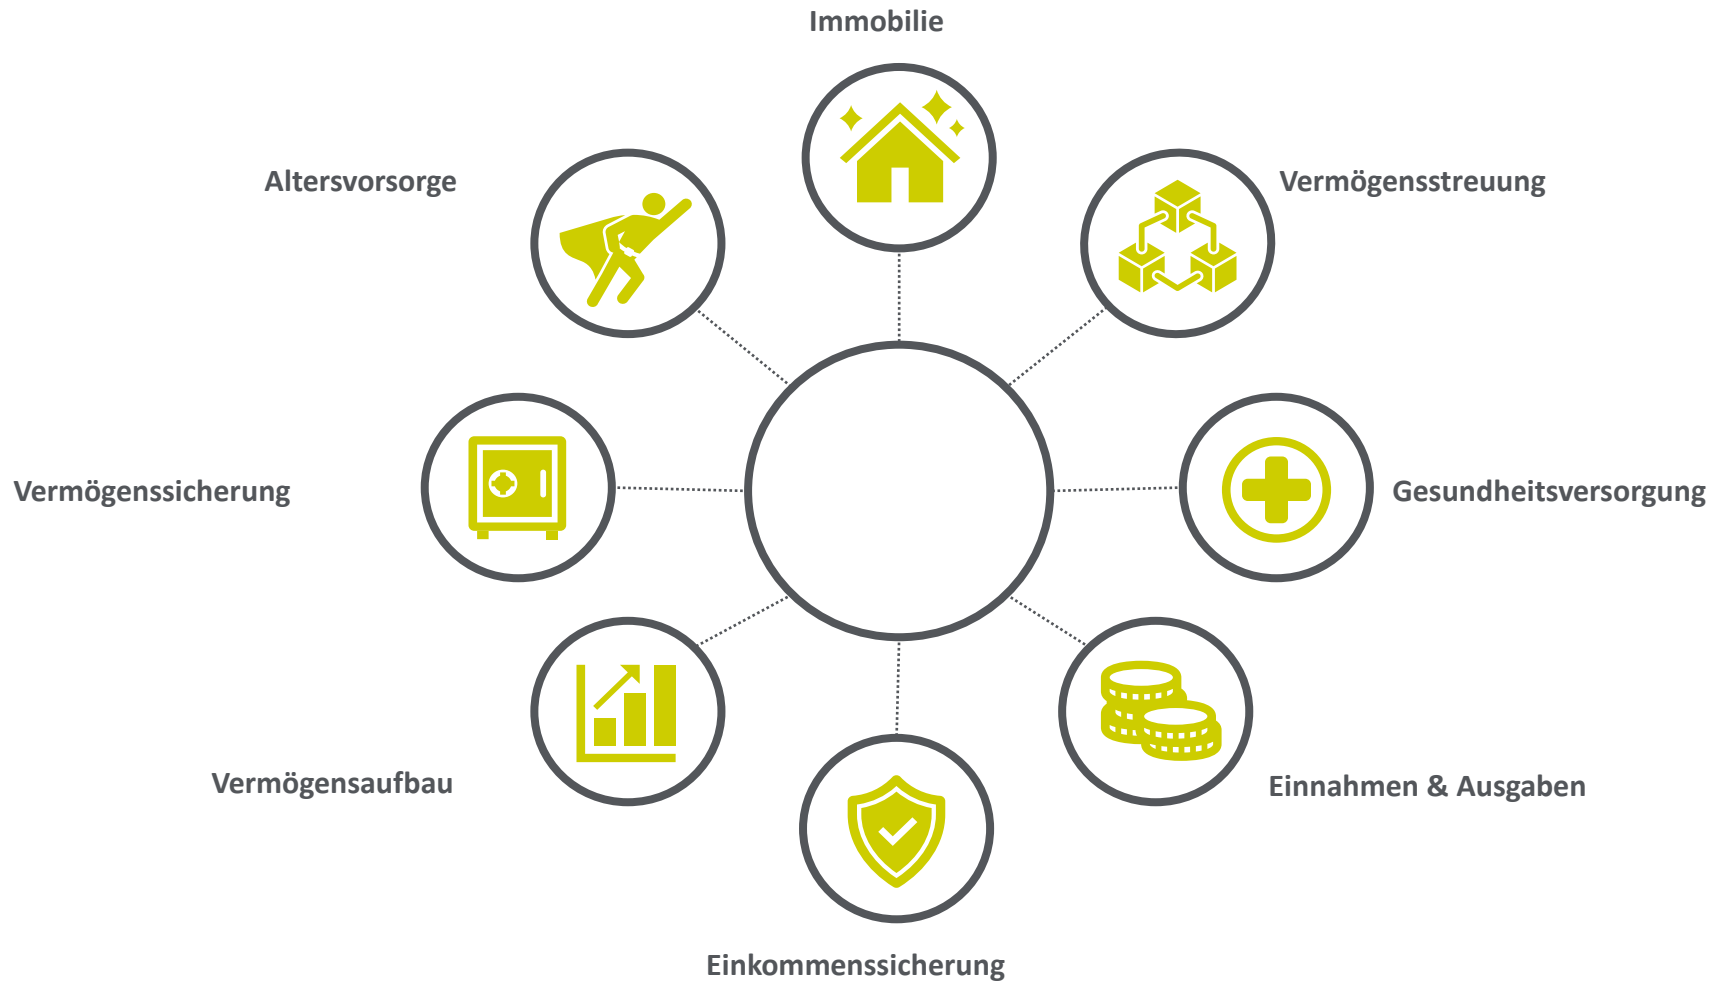 Immobilie
Altersvorsorge
Vermögensstreuung
Vermögenssicherung
Gesundheitsversorgung
Vermögensaufbau
Einnahmen & Ausgaben
Einkommenssicherung